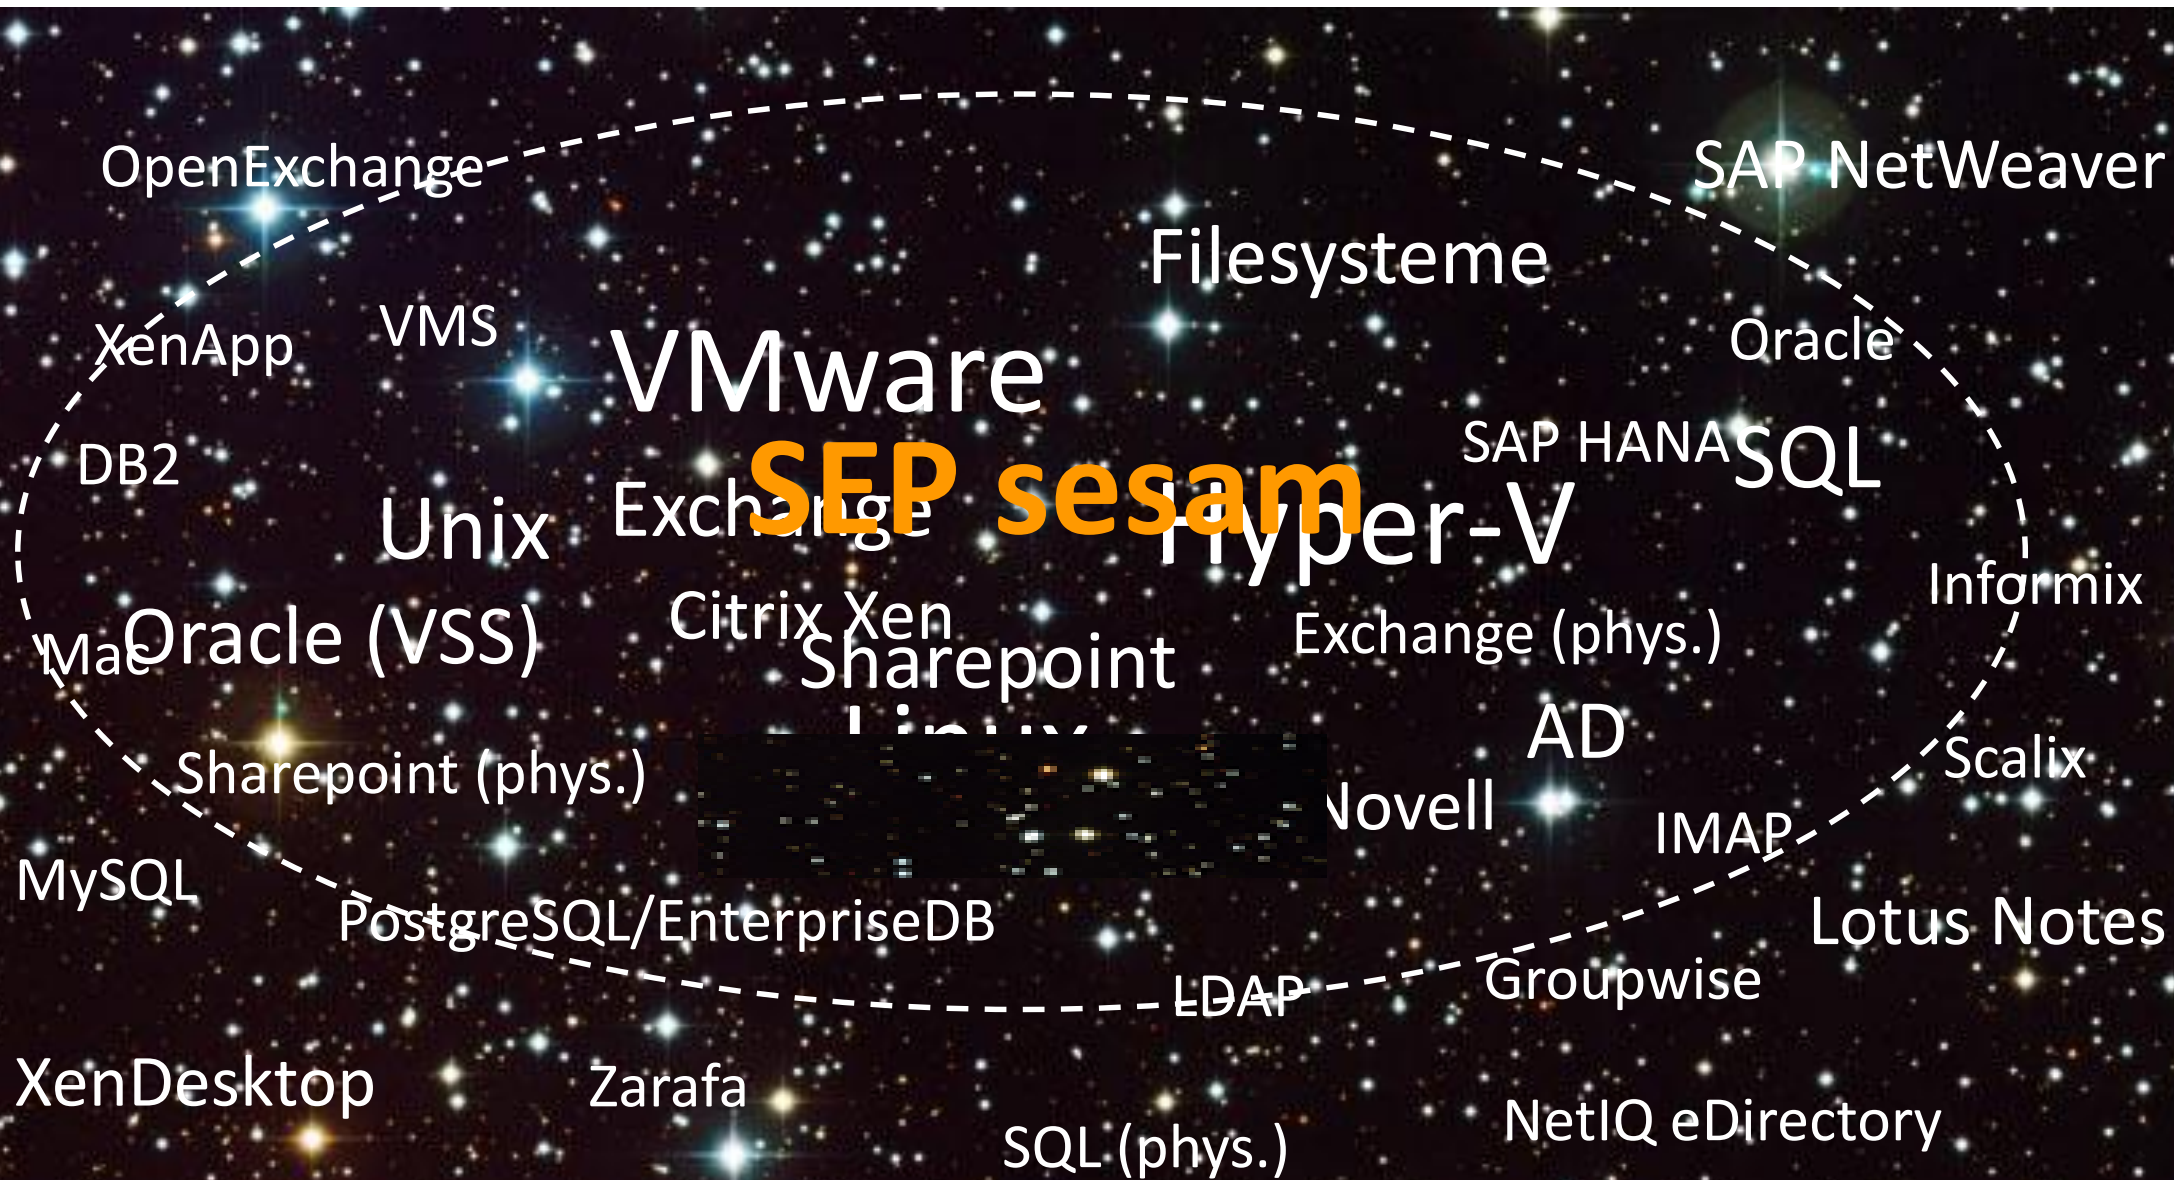 OpenExchange
SAP NetWeaver
Filesysteme
VMS
XenApp
VMware
Oracle
SAP HANA
SQL
DB2
SEP sesam
Exchange
Unix
Hyper-V
Informix
Citrix Xen
Oracle (VSS)
Exchange (phys.)
Mac
Sharepoint
Linux
AD
Scalix
Sharepoint (phys.)
Novell
IMAP
MySQL
PostgreSQL/EnterpriseDB
Lotus Notes
Groupwise
LDAP
XenDesktop
Zarafa
NetIQ eDirectory
SQL (phys.)